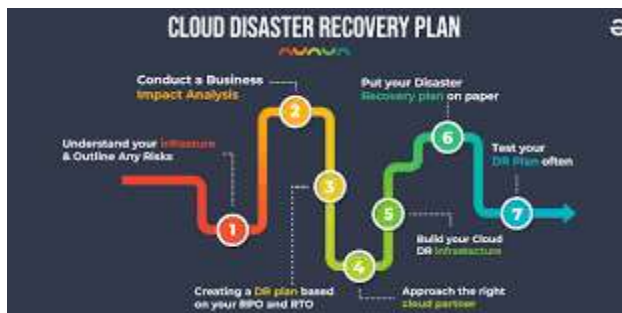 CLOUD DISASTER RECOVERY PLAN
Conduct a Business
Impact Analysis
Put your Disaster
Recovery plan on paper
Understand your infrasture
& Outline Any Risks
Test your
DR Plan often
1
2
3
4
5
6
7
Build your Cloud
DR infrastructure
Creating a DR plan based
on your RPO and RTO
Approach the right
cloud partner